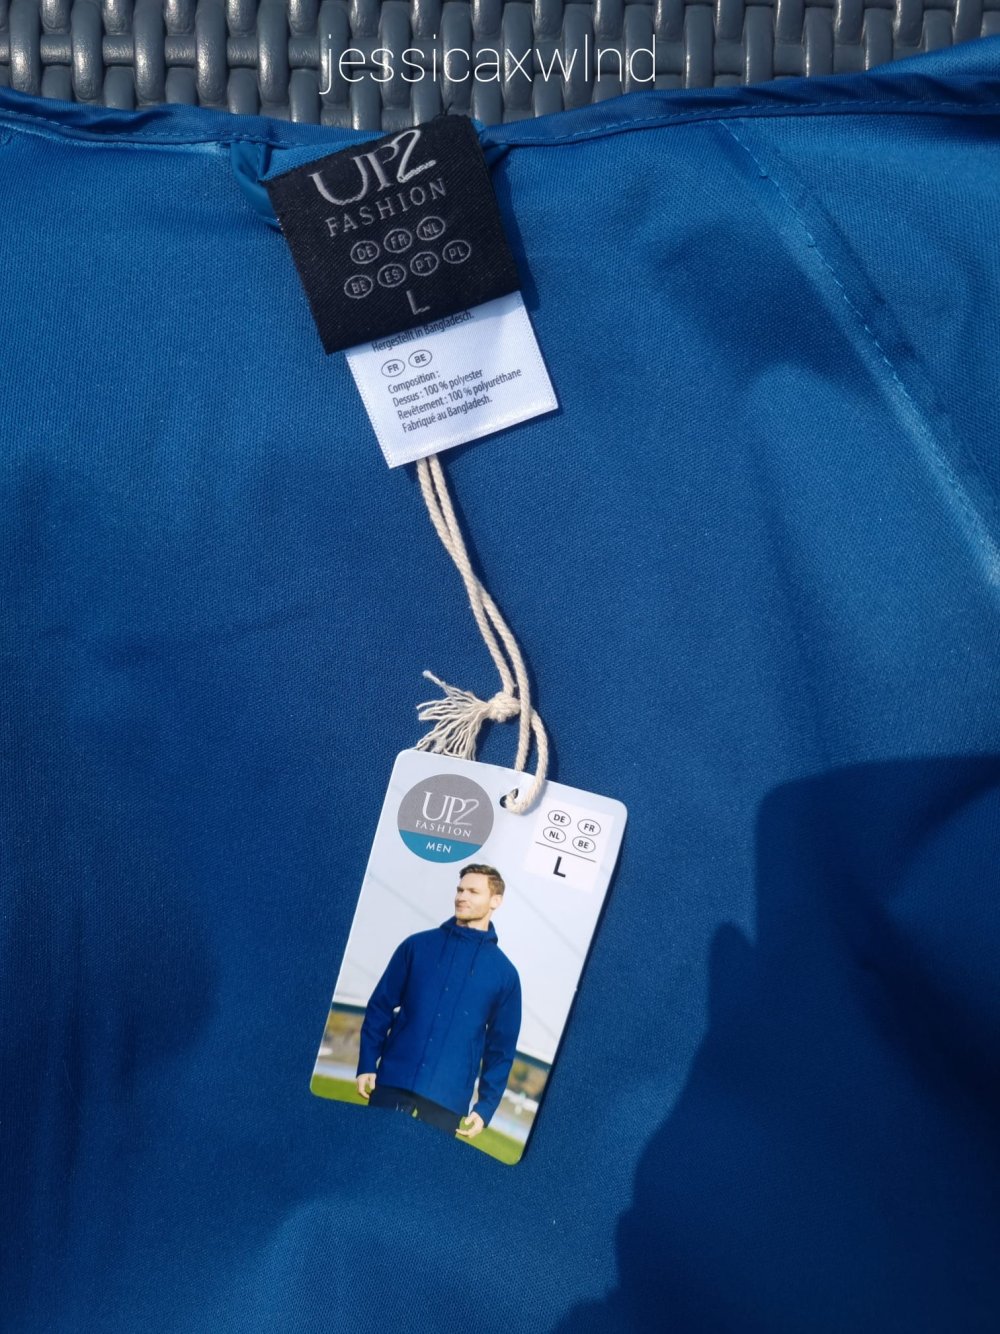 jessicaxwlnd
UP2
FASHION
DE FR NL
BE ES PT PL
L
Hergestellt in Bangladesch.
FR BE
Composition :
Dessus : 100 % polyester
Revêtement : 100 % polyuréthane
Fabriqué au Bangladesh.
UP2
FASHION
MEN
DE FR
NL BE
L